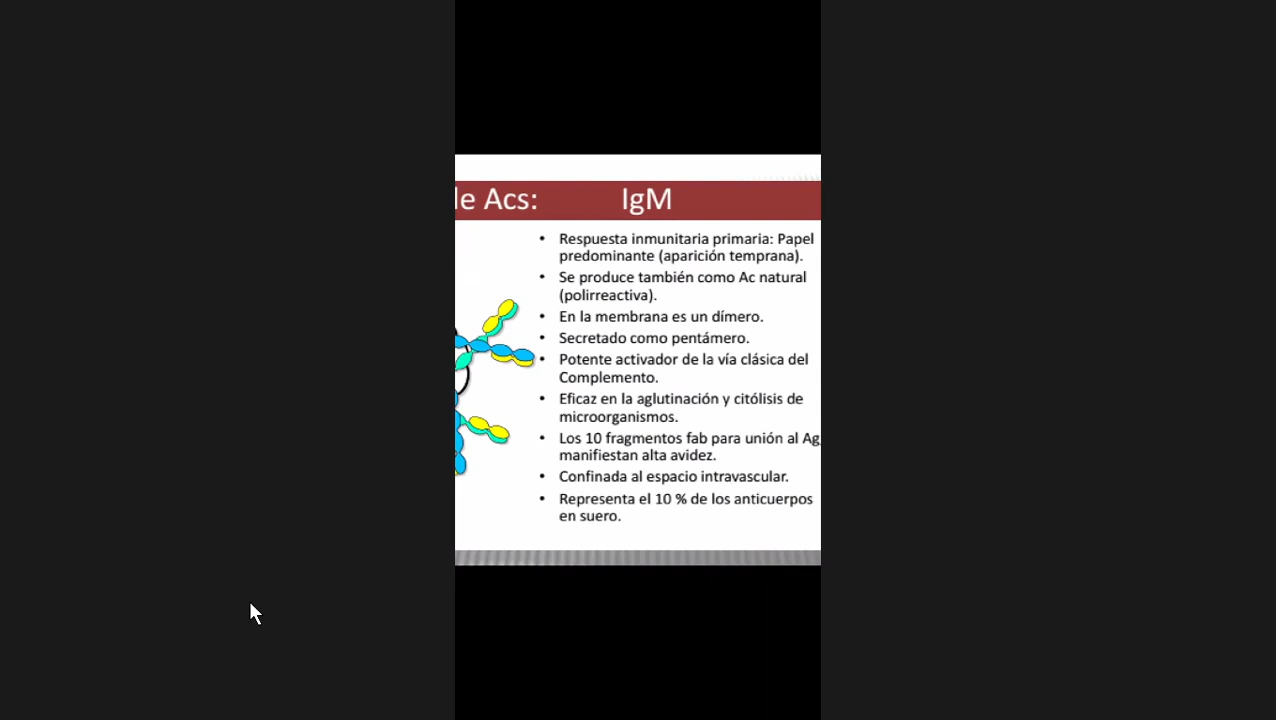 le Acs: IgM
• Respuesta inmunitaria primaria: Papel
predominante (aparición temprana).
• Se produce también como Ac natural
(polirreactiva).
• En la membrana es un dímero.
• Secretado como pentámero.
• Potente activador de la vía clásica del
Complemento.
• Eficaz en la aglutinación y citólisis de
microorganismos.
• Los 10 fragmentos fab para unión al Ag
manifiestan alta avidez.
• Confinada al espacio intravascular.
• Representa el 10 % de los anticuerpos
en suero.